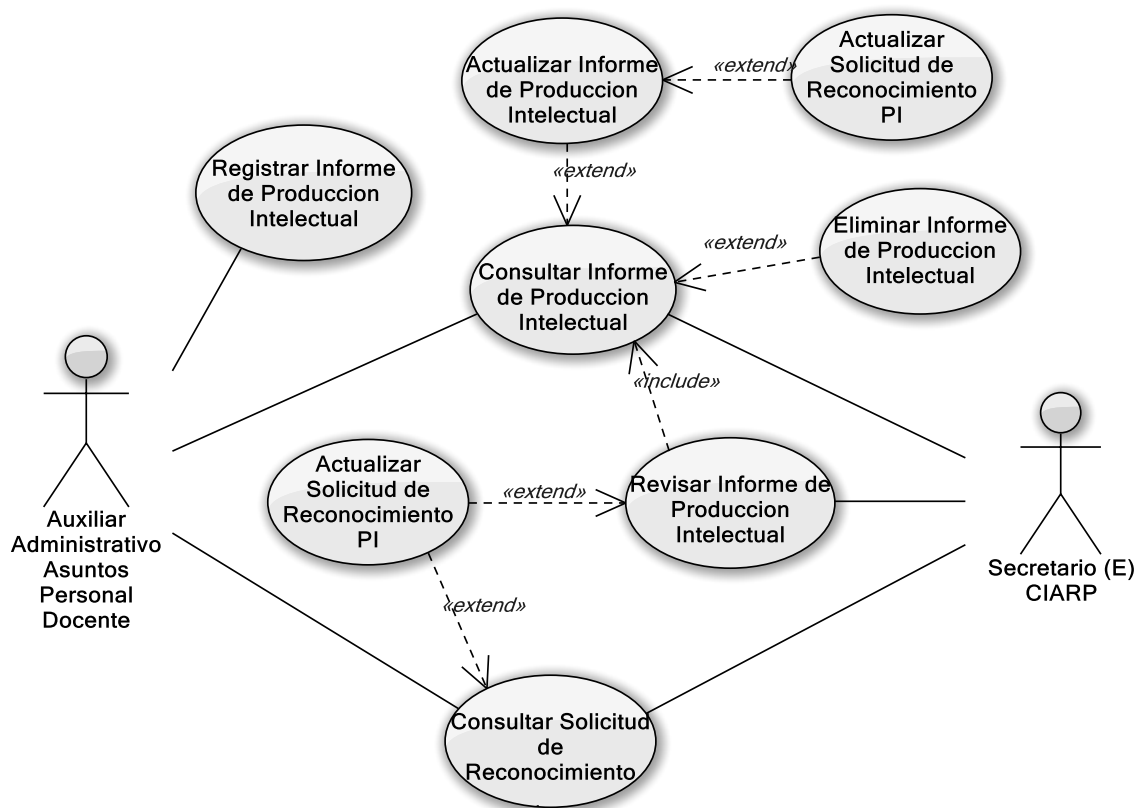 Actualizar Informe
de Produccion
Intelectual
«extend»
Actualizar
Solicitud de
Reconocimiento
PI
Registrar Informe
de Produccion
Intelectual
«extend»
Eliminar Informe
de Produccion
Intelectual
«extend»
Consultar Informe
de Produccion
Intelectual
«include»
Actualizar
Solicitud de
Reconocimiento
PI
«extend»
Revisar Informe de
Produccion
Intelectual
Auxiliar
Administrativo
Asuntos
Personal
Docente
Secretario (E)
CIARP
«extend»
Consultar Solicitud
de
Reconocimiento